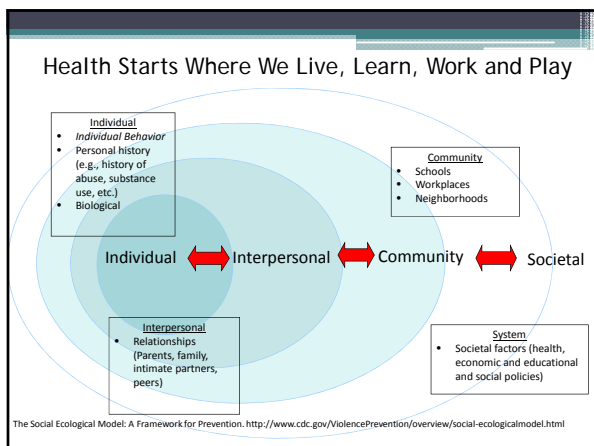 Health Starts Where We Live, Learn, Work and Play
Individual
• Individual Behavior
• Personal history
(e.g., history of
abuse, substance
use, etc.)
• Biological
Community
• Schools
• Workplaces
• Neighborhoods
Individual Interpersonal Community Societal
Interpersonal
• Relationships
(Parents, family,
intimate partners,
peers)
System
• Societal factors (health,
economic and educational
and social policies)
The Social Ecological Model: A Framework for Prevention. http://www.cdc.gov/ViolencePrevention/overview/social-ecologicalmodel.html